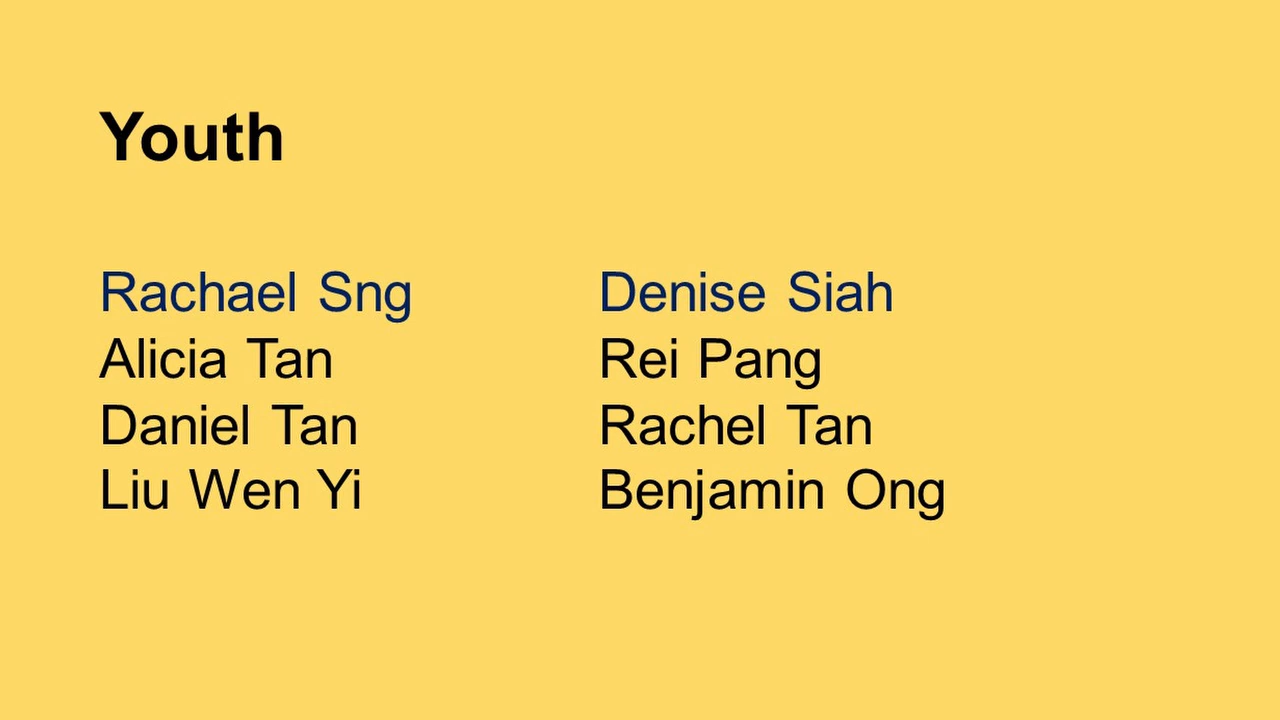 Youth
Rachael Sng
Alicia Tan
Daniel Tan
Liu Wen Yi
Denise Siah
Rei Pang
Rachel Tan
Benjamin Ong